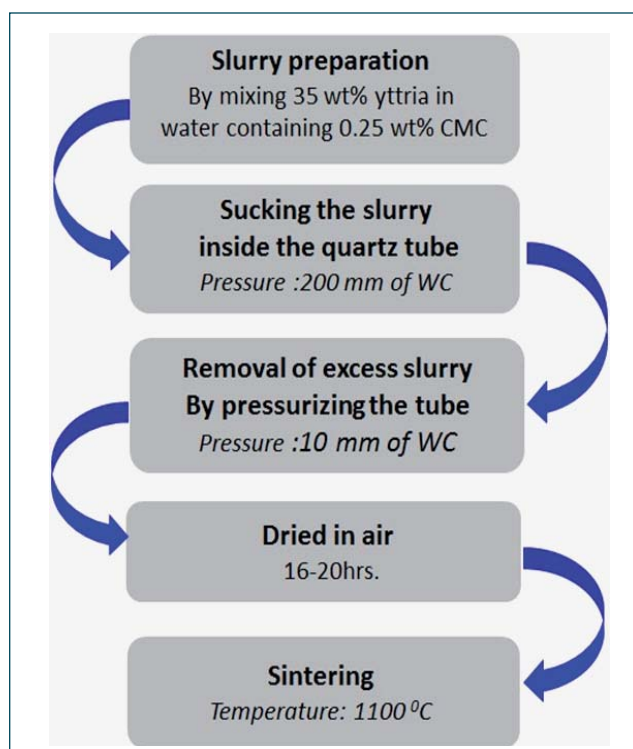 Slurry preparation
By mixing 35 wt% yttria in
water containing 0.25 wt% CMC
Sucking the slurry
inside the quartz tube
Pressure :200 mm of WC
Removal of excess slurry
By pressurizing the tube
Pressure :10 mm of WC
Dried in air
16-20hrs.
Sintering
Temperature: 1100 ⁰C